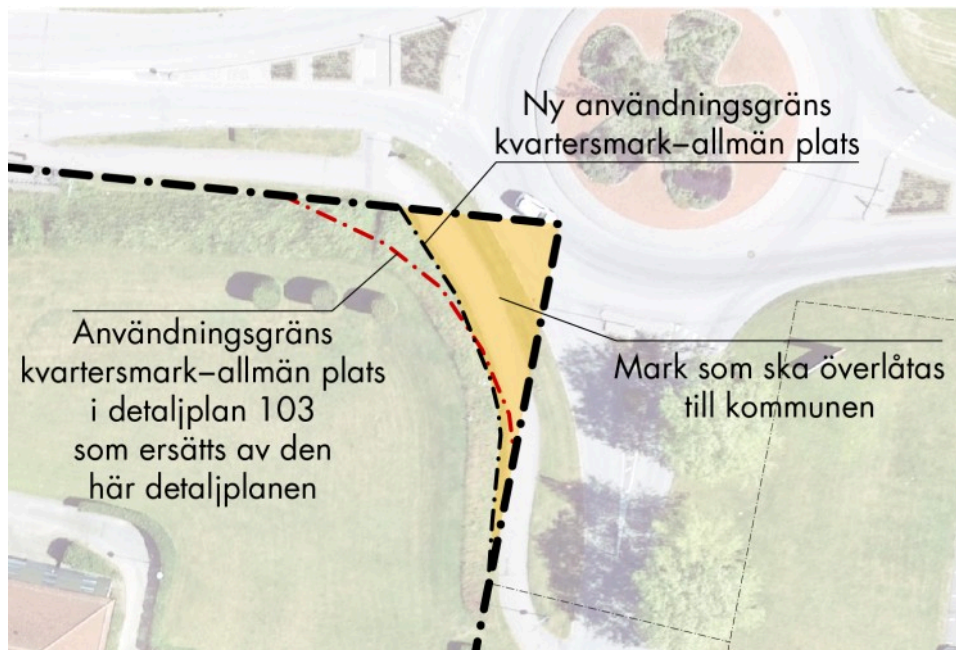 Ny användningsgräns
kvartersmark–allmän plats
Användningsgräns
kvartersmark–allmän plats
i detaljplan 103
som ersätts av den
här detaljplanen
Mark som ska överlåtas
till kommunen